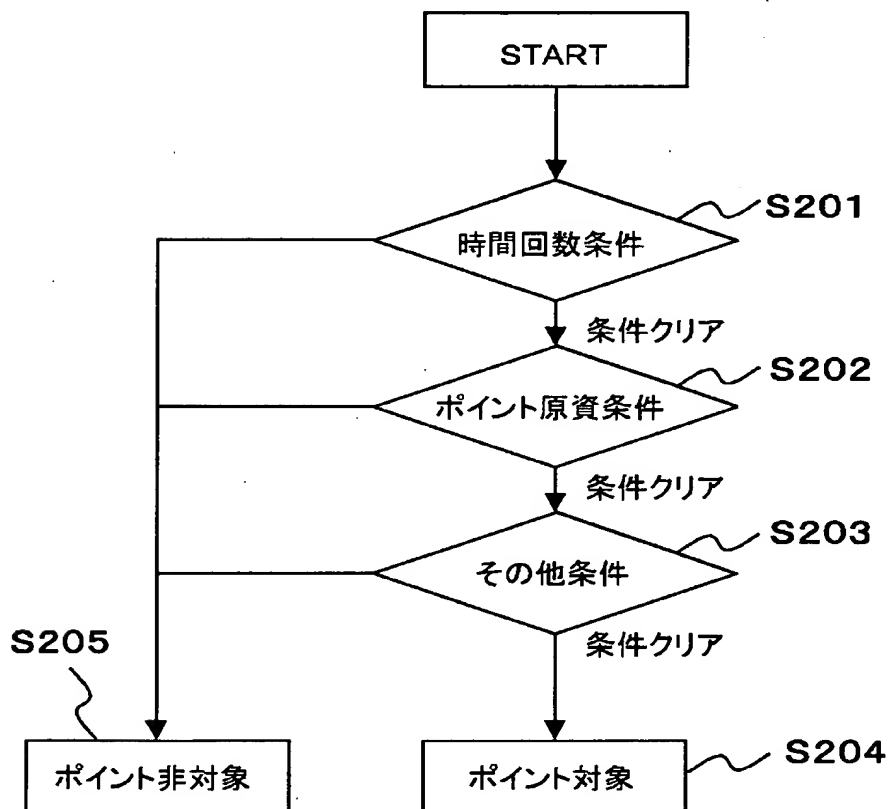 START
S201
時間回数条件
条件クリア
S202
ポイント原資条件
条件クリア
S203
その他条件
条件クリア
S205
S204
ポイント非対象
ポイント対象